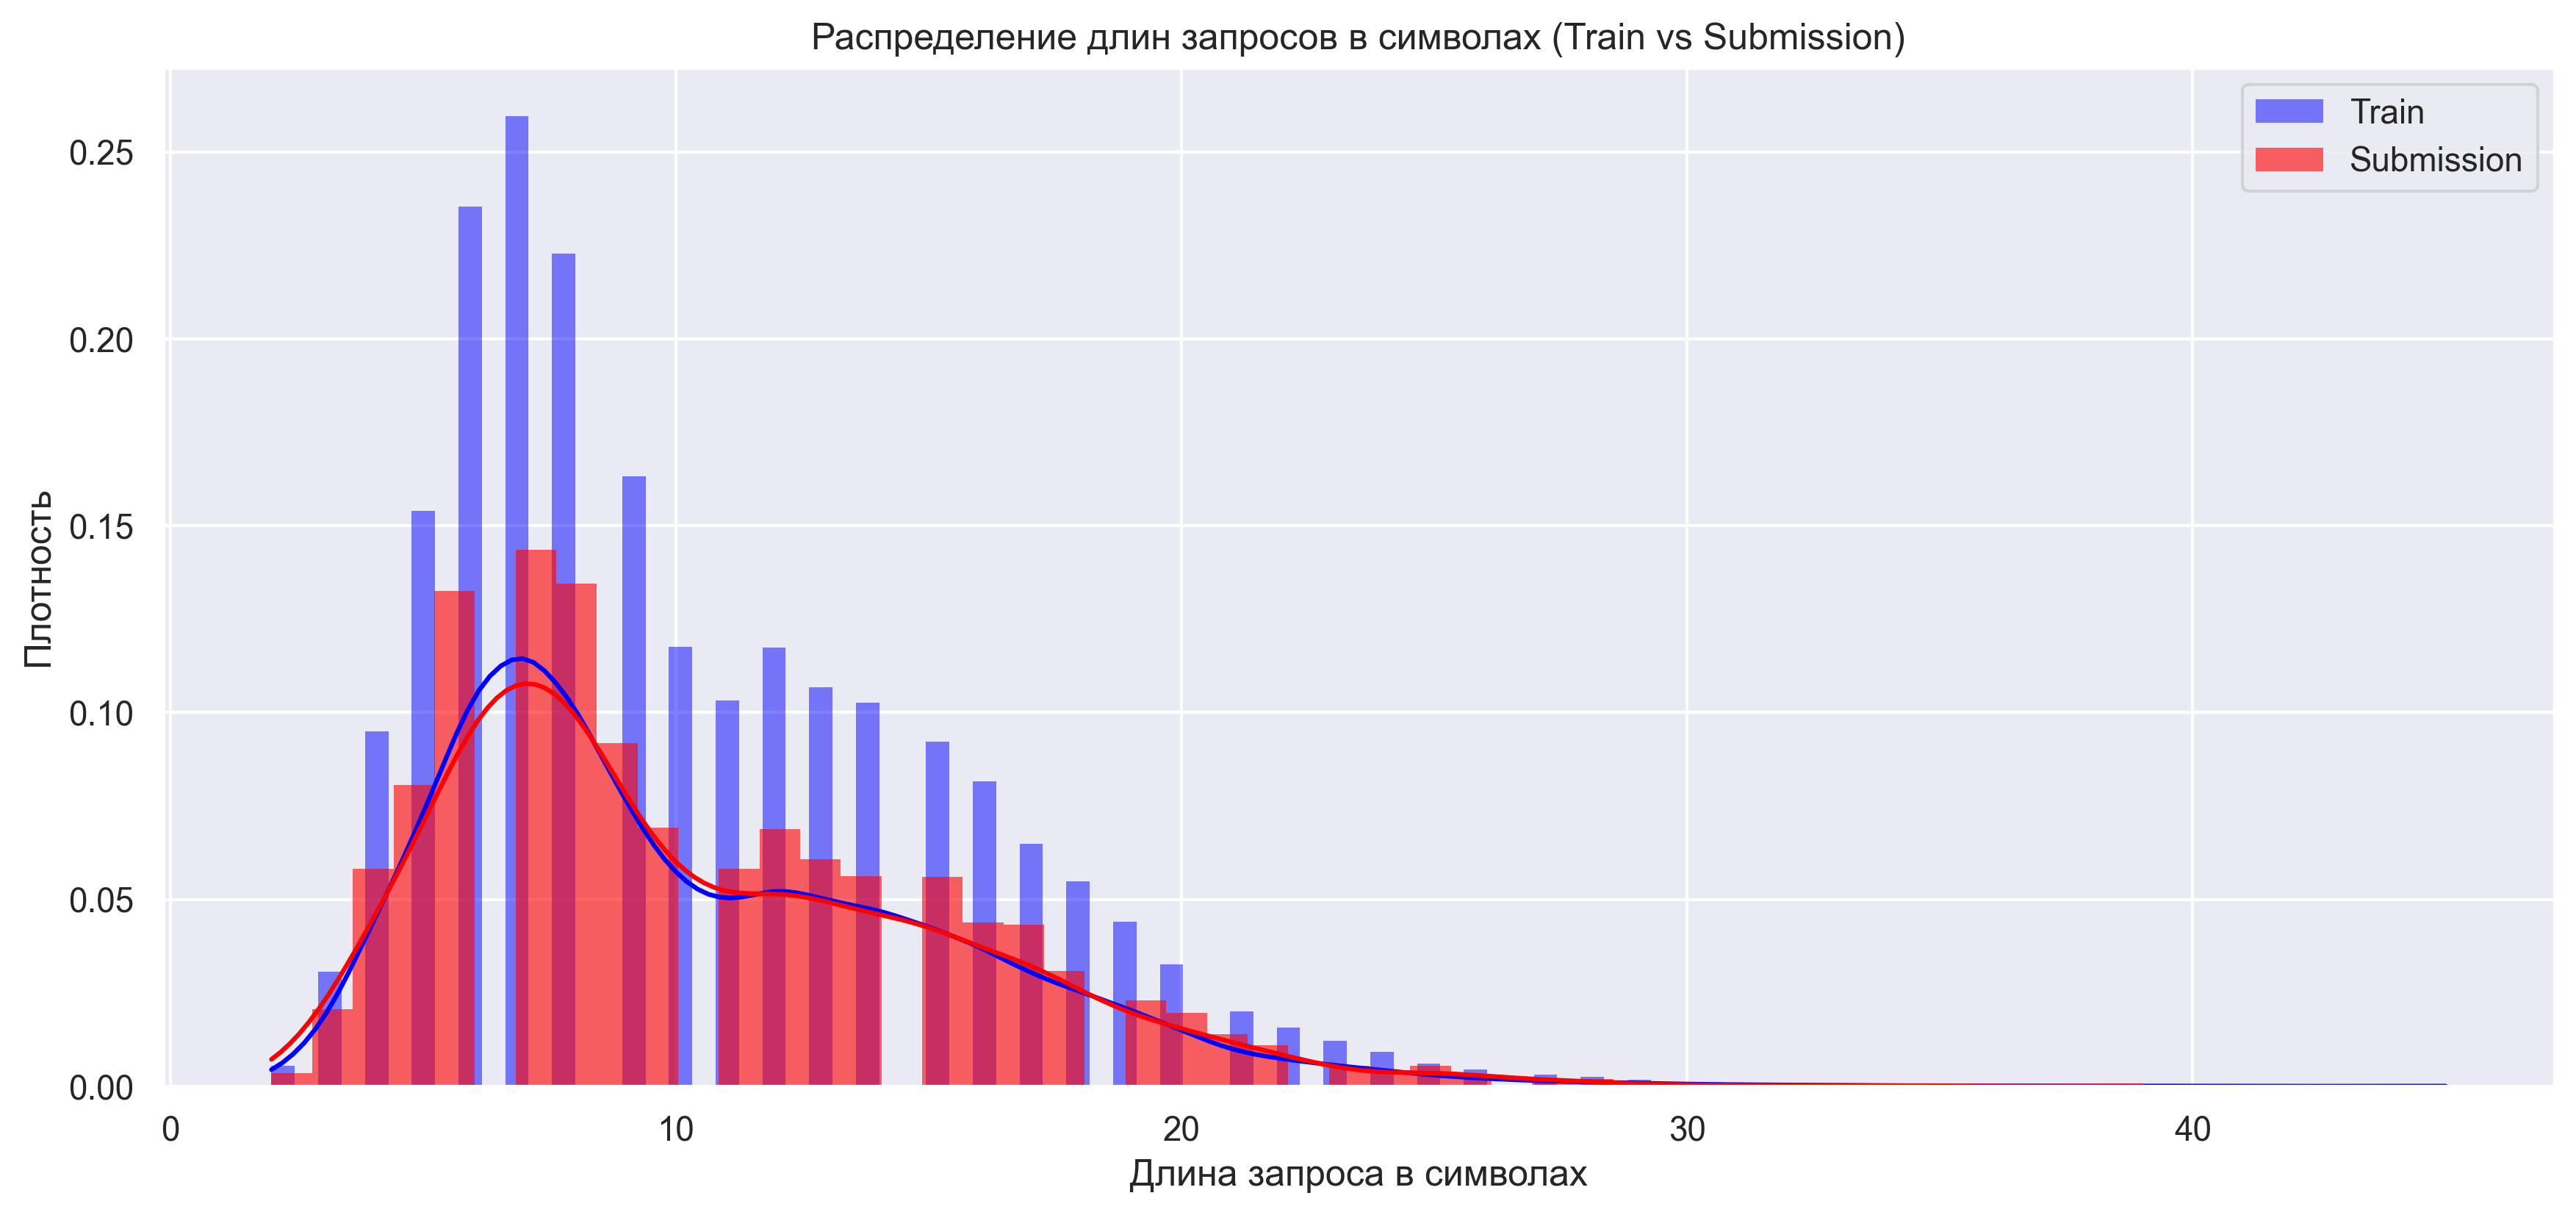 Распределение длин запросов в символах (Train vs Submission)
Train
Submission
Плотность
0.25
0.20
0.15
0.10
0.05
0.00
0 10 20 30 40
Длина запроса в символах